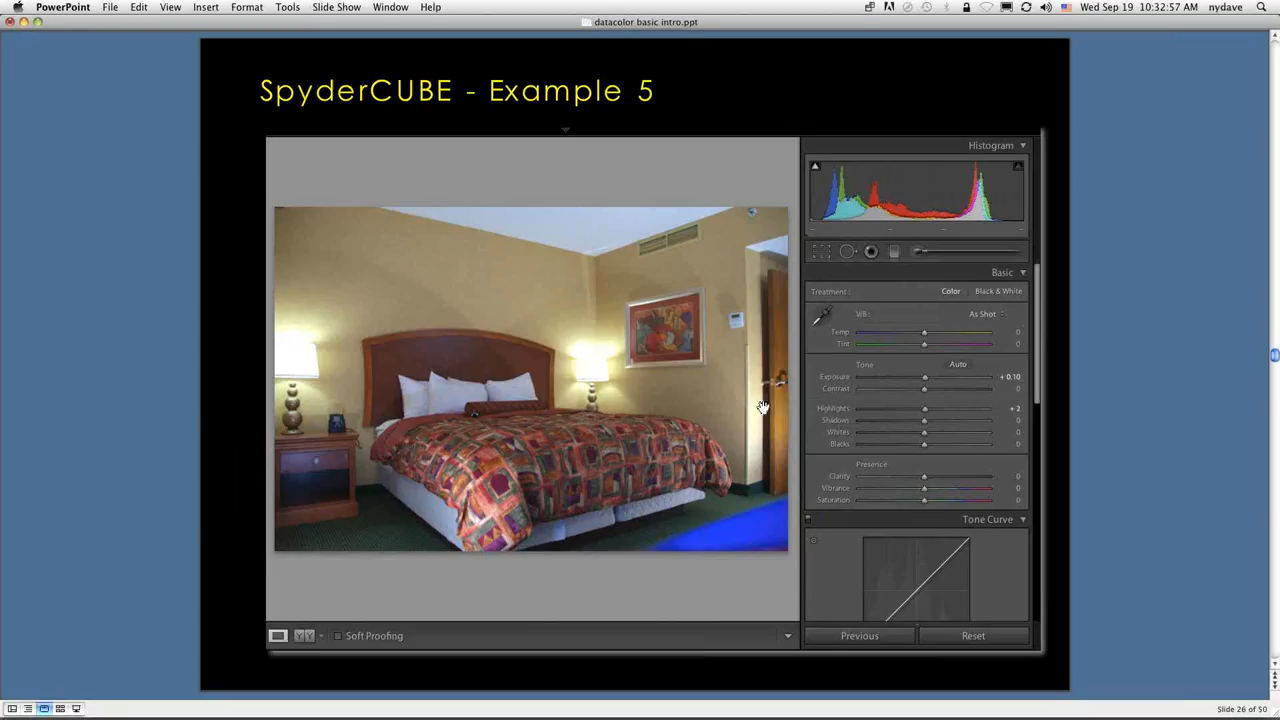 PowerPoint File Edit View Insert Format Tools Slide Show Window Help Wed Sep 19 10:32:57 AM nydave
datacolor basic intro.ppt
SpyderCUBE - Example 5
Histogram
Basic
Treatment : Color Black & White
WB: As Shot
Temp 0
Tint 0
Tone Auto
Exposure + 0.10
Contrast 0
Highlights + 2
Shadows 0
Whites 0
Blacks 0
Presence
Clarity 0
Vibrance 0
Saturation 0
Tone Curve
Soft Proofing
Previous Reset
Slide 26 of 50